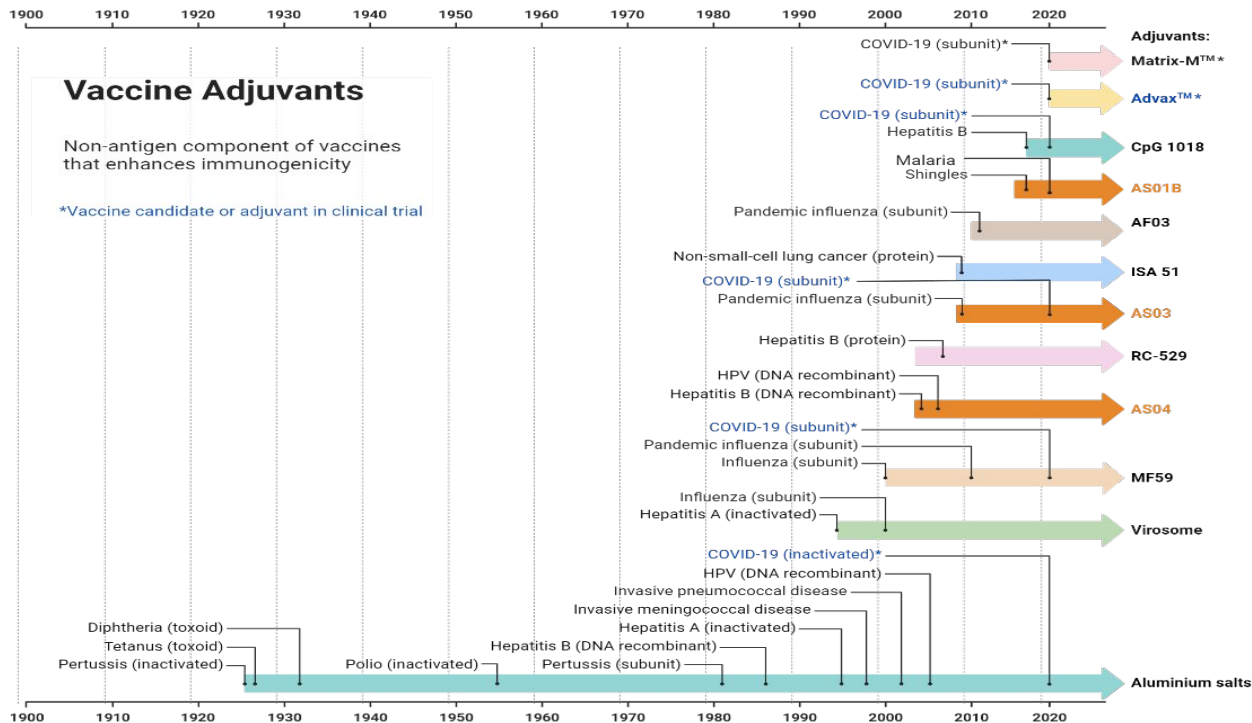 1900 1910 1920 1930 1940 1950 1960 1970 1980 1990 2000 2010 2020
Adjuvants:
Vaccine Adjuvants
Non-antigen component of vaccines
that enhances immunogenicity
*Vaccine candidate or adjuvant in clinical trial
COVID-19 (subunit)*
Matrix-M™*
COVID-19 (subunit)*
Advax™*
COVID-19 (subunit)*
Hepatitis B
CpG 1018
Malaria
Shingles
AS01B
Pandemic influenza (subunit)
AF03
Non-small-cell lung cancer (protein)
ISA 51
COVID-19 (subunit)*
Pandemic influenza (subunit)
AS03
Hepatitis B (protein)
RC-529
HPV (DNA recombinant)
Hepatitis B (DNA recombinant)
AS04
COVID-19 (subunit)*
Pandemic influenza (subunit)
Influenza (subunit)
MF59
Influenza (subunit)
Hepatitis A (inactivated)
Virosome
COVID-19 (inactivated)*
HPV (DNA recombinant)
Invasive pneumococcal disease
Invasive meningococcal disease
Diphtheria (toxoid)
Hepatitis A (inactivated)
Tetanus (toxoid)
Hepatitis B (DNA recombinant)
Pertussis (inactivated)
Polio (inactivated)
Pertussis (subunit)
Aluminium salts
1900 1910 1920 1930 1940 1950 1960 1970 1980 1990 2000 2010 2020